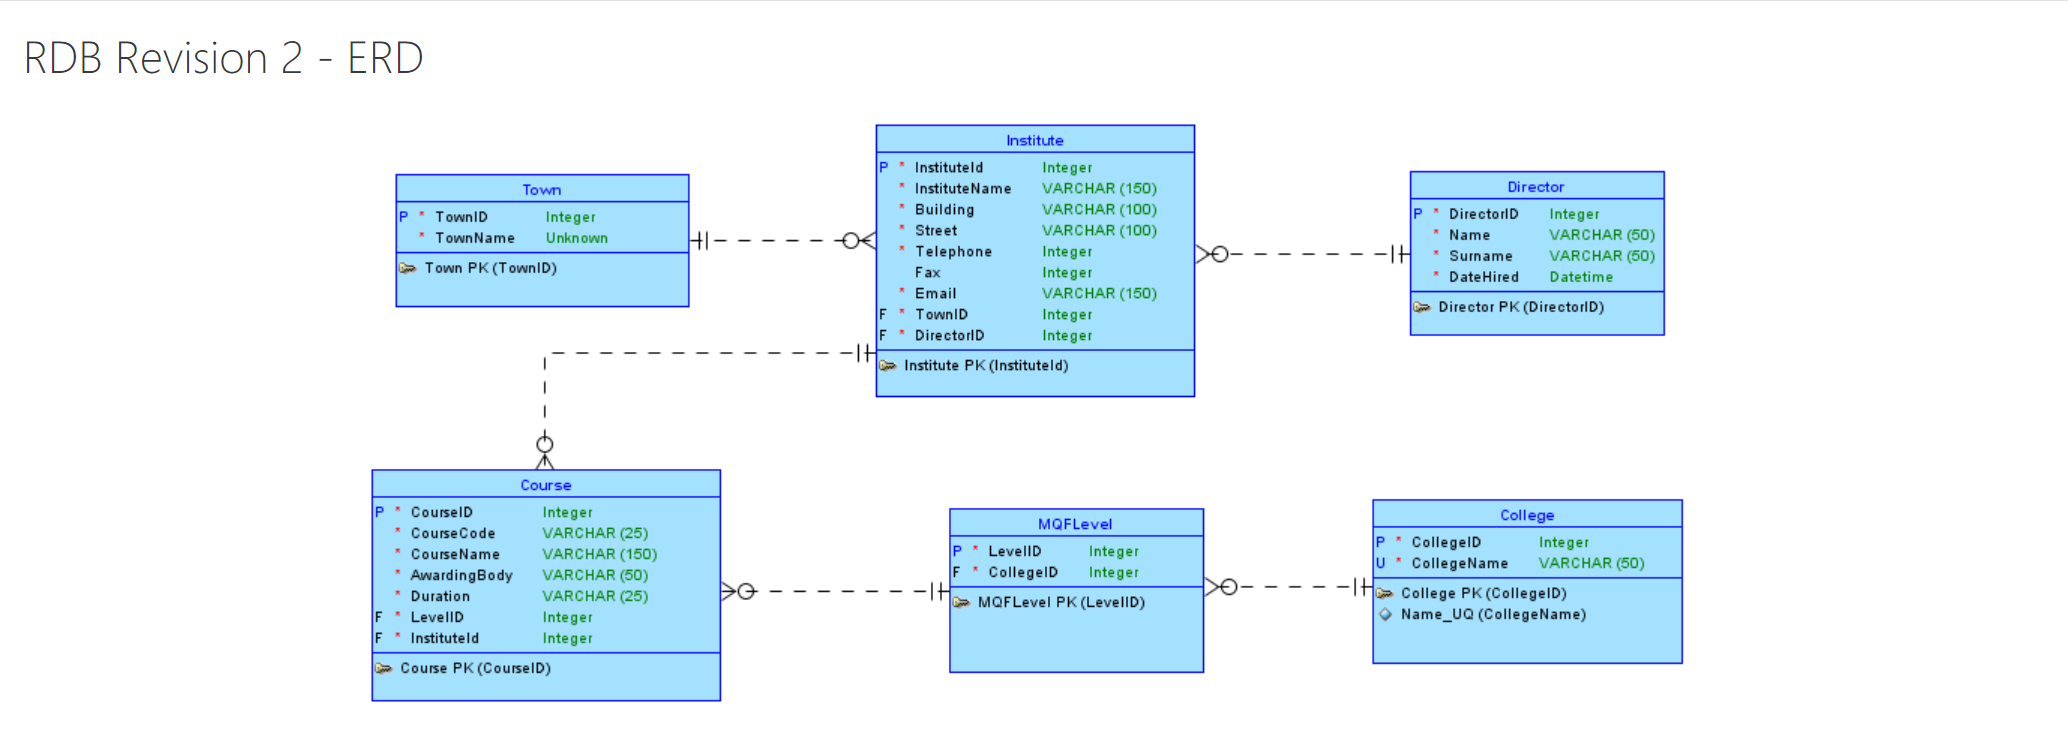 RDB Revision 2 - ERD
Institute
P * InstituteId Integer
* InstituteName VARCHAR (150)
* Building VARCHAR (100)
* Street VARCHAR (100)
* Telephone Integer
Fax Integer
* Email VARCHAR (150)
F * TownID Integer
F * DirectorID Integer
Institute PK (InstituteId)
Town
P * TownID Integer
* TownName Unknown
Town PK (TownID)
Director
P * DirectorID Integer
* Name VARCHAR (50)
* Surname VARCHAR (50)
* DateHired Datetime
Director PK (DirectorID)
Course
P * CourseID Integer
* CourseCode VARCHAR (25)
* CourseName VARCHAR (150)
* AwardingBody VARCHAR (50)
* Duration VARCHAR (25)
F * LevelID Integer
F * InstituteId Integer
Course PK (CourseID)
MQFLevel
P * LevelID Integer
F * CollegeID Integer
MQFLevel PK (LevelID)
College
P * CollegeID Integer
U * CollegeName VARCHAR (50)
College PK (CollegeID)
Name_UQ (CollegeName)